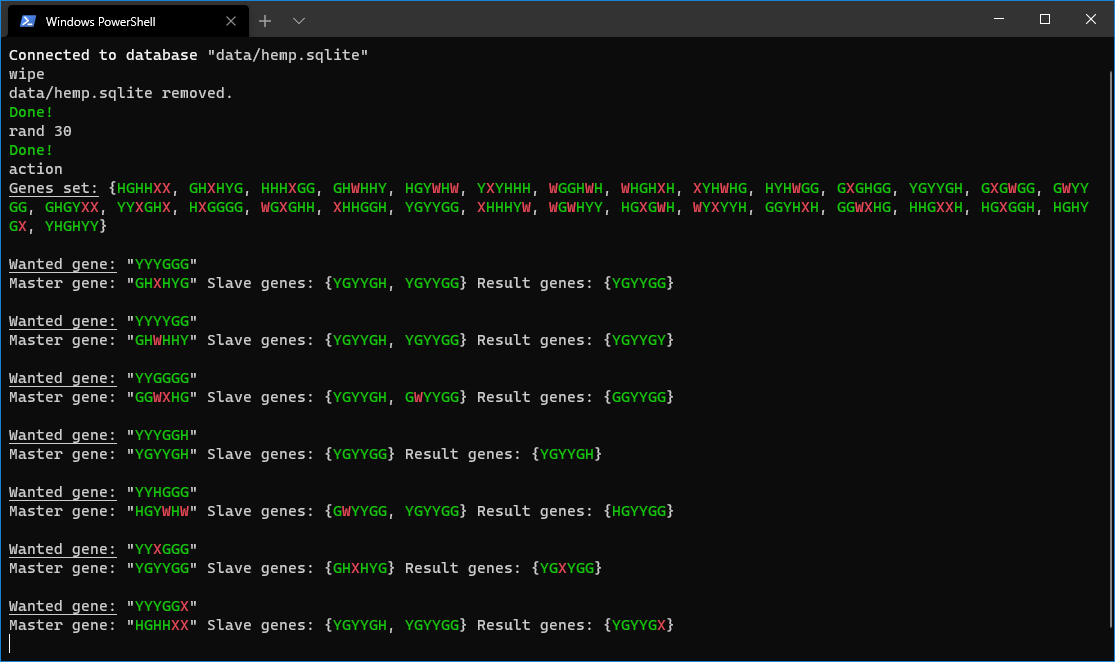 Windows PowerShell
Connected to database "data/hemp.sqlite"
wipe
data/hemp.sqlite removed.
Done!
rand 30
Done!
action
Genes set: {HGHHXX, GHXHYG, HHHXGG, GHWHHY, HGYWHW, YXYHHH, WGGHWH, WHGHXH, XYHWHG, HYHWGG, GXGHGG, YGYYGH, GXGWGG, GWYY
GG, GHGYXX, YYXGHX, HXGGGG, WGXGHH, XHHGGH, YGYYGG, XHHHYW, WGWHYY, HGXGWH, WYXYYH, GGYHXH, GGWXHG, HHGXXH, HGXGGH, HGHY
GX, YHGHYY}
Wanted gene: "YYYGGG"
Master gene: "GHXHYG" Slave genes: {YGYYGH, YGYYGG} Result genes: {YGYYGG}
Wanted gene: "YYYYGG"
Master gene: "GHWHHY" Slave genes: {YGYYGH, YGYYGG} Result genes: {YGYYGY}
Wanted gene: "YYGGGG"
Master gene: "GGWXHG" Slave genes: {YGYYGH, GWYYGG} Result genes: {GGYYGG}
Wanted gene: "YYYGGH"
Master gene: "YGYYGH" Slave genes: {YGYYGG} Result genes: {YGYYGH}
Wanted gene: "YYHGGG"
Master gene: "HGYWHW" Slave genes: {GWYYGG, YGYYGG} Result genes: {HGYYGG}
Wanted gene: "YYXGGG"
Master gene: "YGYYGG" Slave genes: {GHXHYG} Result genes: {YGXYGG}
Wanted gene: "YYYGGX"
Master gene: "HGHHXX" Slave genes: {YGYYGH, YGYYGG} Result genes: {YGYYGX}